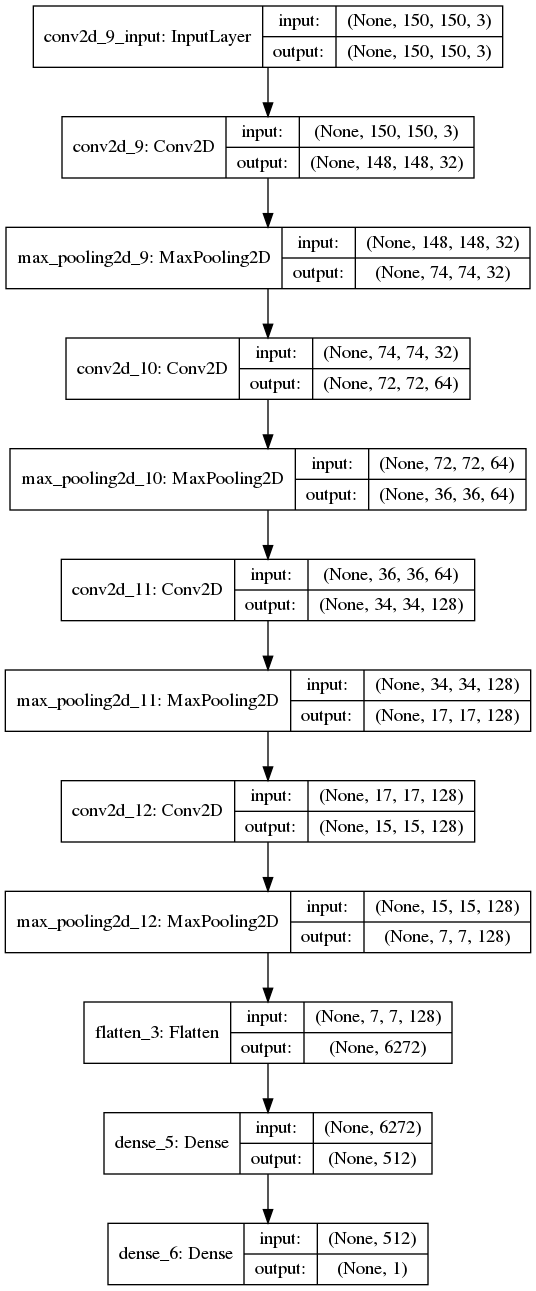 conv2d_9_input: InputLayer
input: (None, 150, 150, 3)
output: (None, 150, 150, 3)
conv2d_9: Conv2D
input: (None, 150, 150, 3)
output: (None, 148, 148, 32)
max_pooling2d_9: MaxPooling2D
input: (None, 148, 148, 32)
output: (None, 74, 74, 32)
conv2d_10: Conv2D
input: (None, 74, 74, 32)
output: (None, 72, 72, 64)
max_pooling2d_10: MaxPooling2D
input: (None, 72, 72, 64)
output: (None, 36, 36, 64)
conv2d_11: Conv2D
input: (None, 36, 36, 64)
output: (None, 34, 34, 128)
max_pooling2d_11: MaxPooling2D
input: (None, 34, 34, 128)
output: (None, 17, 17, 128)
conv2d_12: Conv2D
input: (None, 17, 17, 128)
output: (None, 15, 15, 128)
max_pooling2d_12: MaxPooling2D
input: (None, 15, 15, 128)
output: (None, 7, 7, 128)
flatten_3: Flatten
input: (None, 7, 7, 128)
output: (None, 6272)
dense_5: Dense
input: (None, 6272)
output: (None, 512)
dense_6: Dense
input: (None, 512)
output: (None, 1)